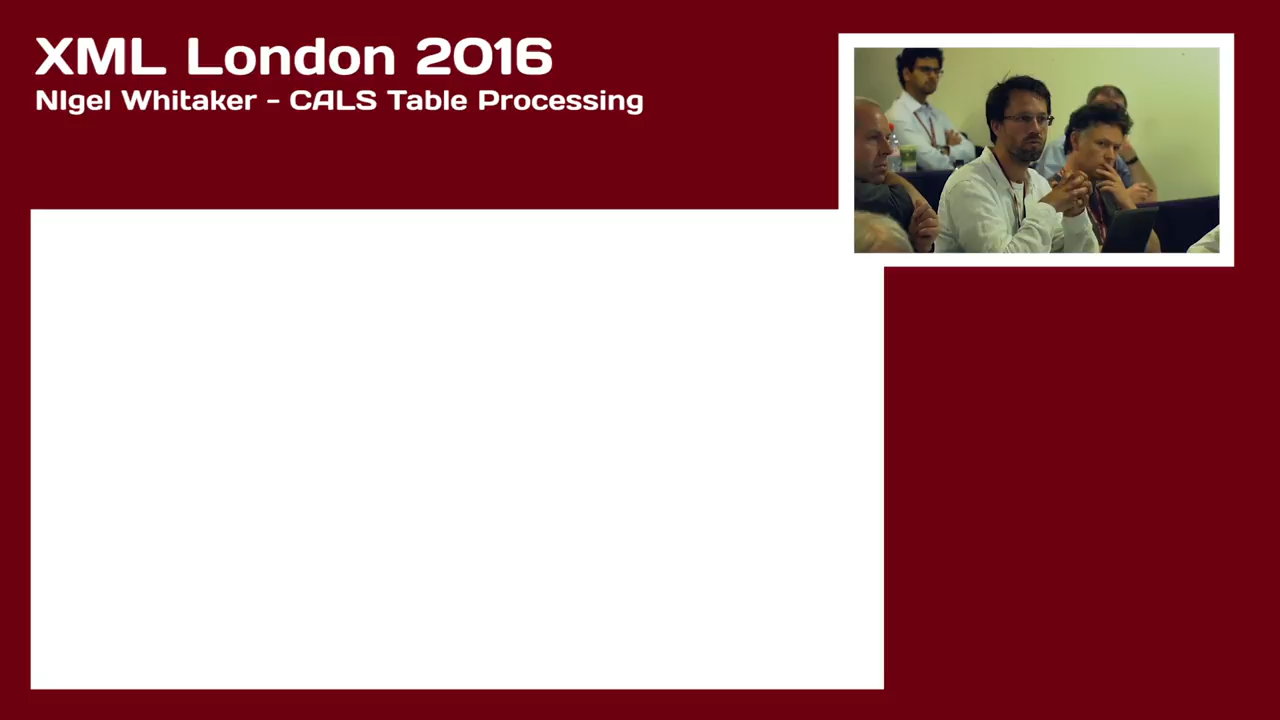 XML London 2016
NIgel Whitaker - CALS Table Processing